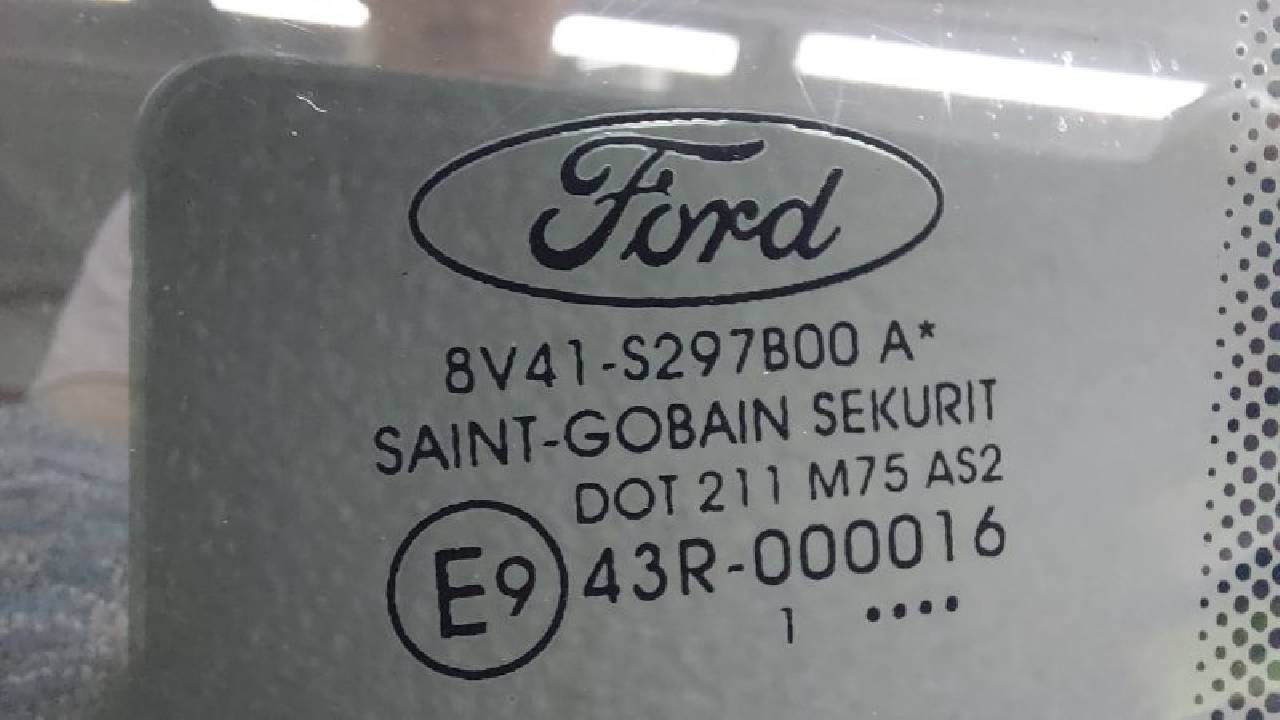 Ford
8V41-S297B00 A*
SAINT-GOBAIN SEKURIT
DOT 211 M75 AS2
E9 43R-000016
1 ••••